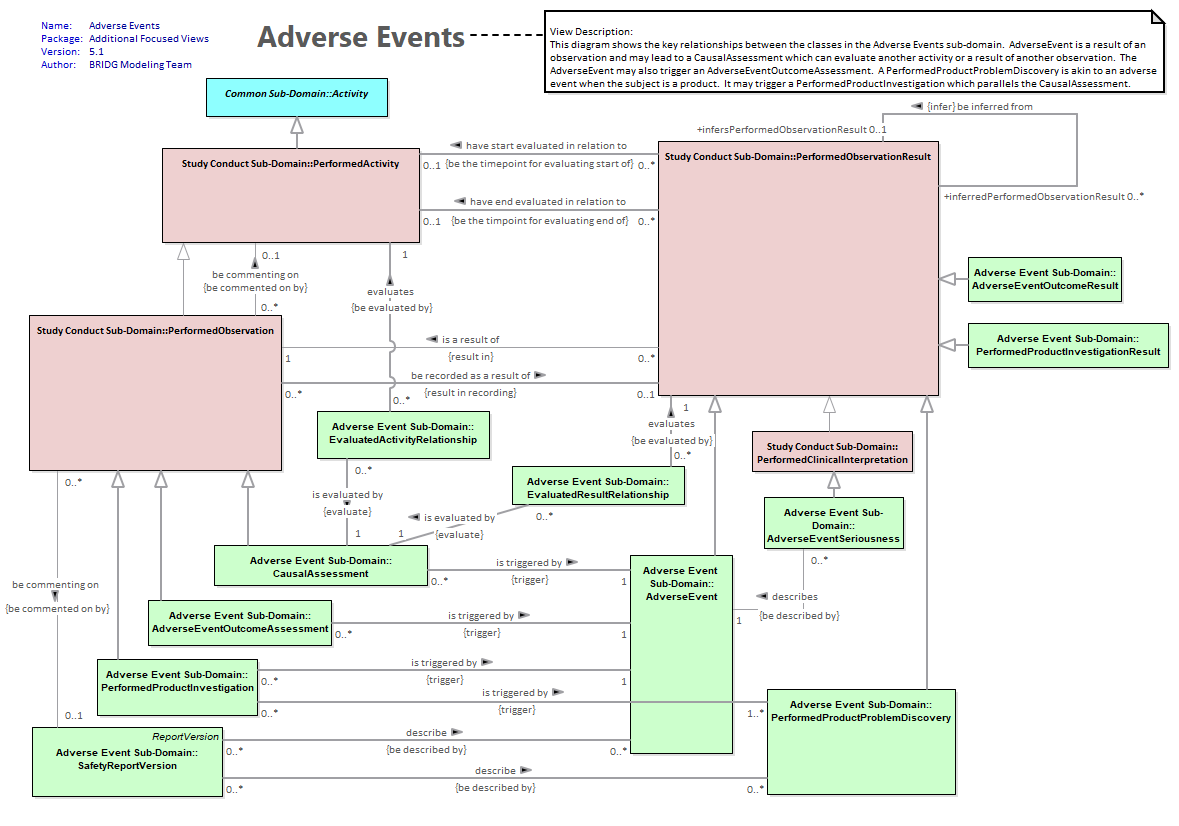 Name: Adverse Events
Package: Additional Focused Views
Version: 5.1
Author: BRIDG Modeling Team
Adverse Events
View Description:
This diagram shows the key relationships between the classes in the Adverse Events sub-domain. AdverseEvent is a result of an
observation and may lead to a CausalAssessment which can evaluate another activity or a result of another observation. The
AdverseEvent may also trigger an AdverseEventOutcomeAssessment. A PerformedProductProblemDiscovery is akin to an adverse
event when the subject is a product. It may trigger a PerformedProductInvestigation which parallels the CausalAssessment.
Common Sub-Domain::Activity
{infer} be inferred from
+infersPerformedObservationResult 0..1
Study Conduct Sub-Domain::PerformedActivity
have start evaluated in relation to
0..1 {be the timepoint for evaluating start of} 0..*
Study Conduct Sub-Domain::PerformedObservationResult
+inferredPerformedObservationResult 0..*
have end evaluated in relation to
0..1 {be the timpoint for evaluating end of} 0..*
0..1
be commenting on
{be commented on by}
0..*
1
evaluates
{be evaluated by}
Adverse Event Sub-Domain::
AdverseEventOutcomeResult
Study Conduct Sub-Domain::PerformedObservation
is a result of
1 {result in} 0..*
Adverse Event Sub-Domain::
PerformedProductInvestigationResult
be recorded as a result of
0..* {result in recording} 0..1
0..*
1
evaluates
{be evaluated by}
0..*
Adverse Event Sub-Domain::
EvaluatedActivityRelationship
Study Conduct Sub-Domain::
PerformedClinicalInterpretation
0..*
0..*
is evaluated by
{evaluate}
1
Adverse Event Sub-Domain::
EvaluatedResultRelationship
0..*
is evaluated by
{evaluate}
1
Adverse Event Sub-
Domain::
AdverseEventSeriousness
0..*
describes
{be described by}
1
Adverse Event Sub-Domain::
CausalAssessment
is triggered by
0..* {trigger} 1
Adverse Event
Sub-Domain::
AdverseEvent
be commenting on
{be commented on by}
Adverse Event Sub-Domain::
AdverseEventOutcomeAssessment
is triggered by
0..* {trigger} 1
Adverse Event Sub-Domain::
PerformedProductInvestigation
is triggered by
0..* {trigger} 1
is triggered by
0..* {trigger} 1..*
Adverse Event Sub-Domain::
PerformedProductProblemDiscovery
0..1
ReportVersion
Adverse Event Sub-Domain::
SafetyReportVersion
describe
0..* {be described by} 0..*
describe
0..* {be described by} 0..*